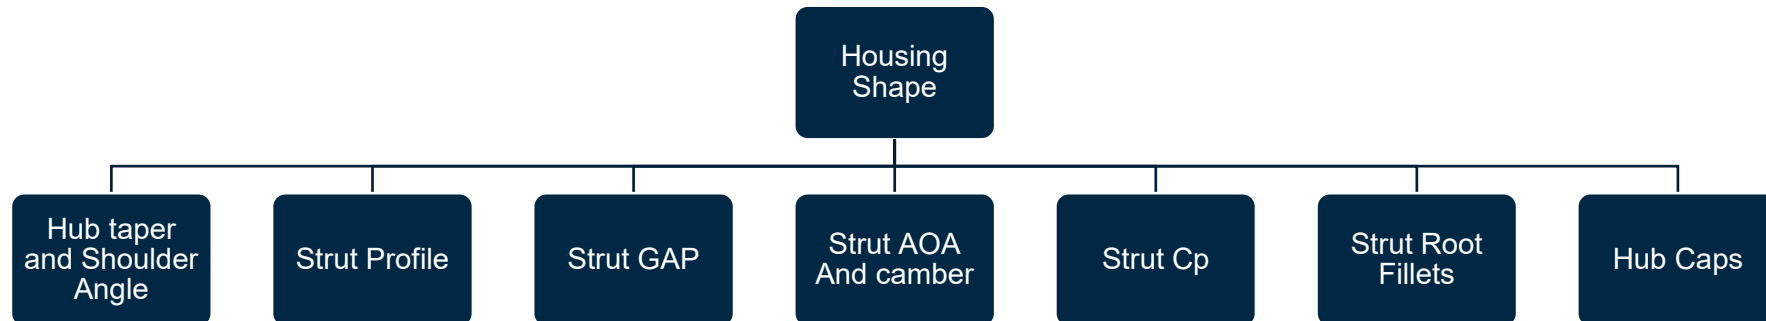 Housing
Shape
Hub taper
and Shoulder
Angle
Strut Profile
Strut GAP
Strut AOA
And camber
Strut Cp
Strut Root
Fillets
Hub Caps